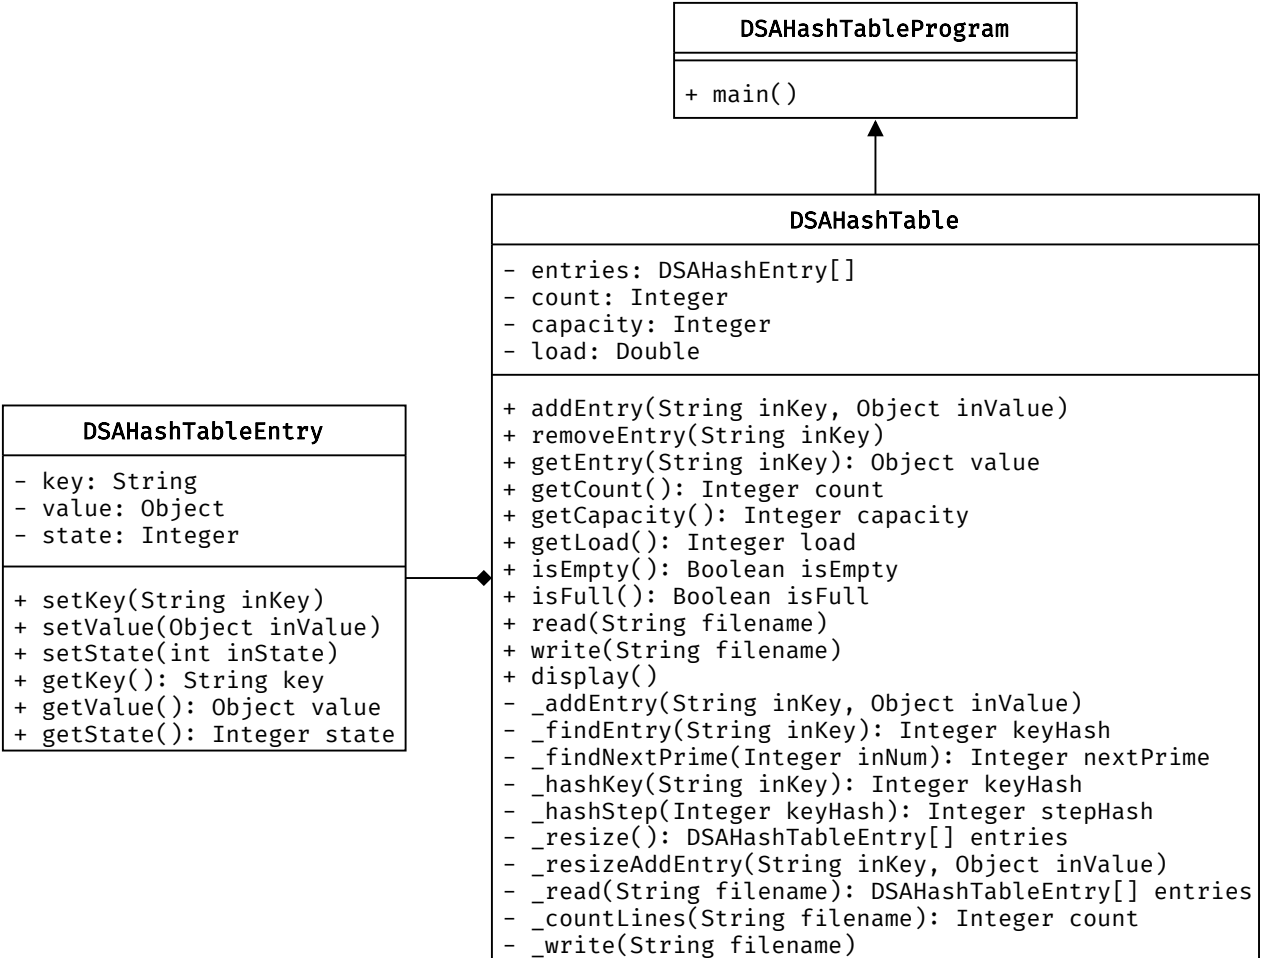 DSAHashTableProgram
+ main()
DSAHashTable
- entries: DSAHashEntry[]
- count: Integer
- capacity: Integer
- load: Double
+ addEntry(String inKey, Object inValue)
+ removeEntry(String inKey)
+ getEntry(String inKey): Object value
+ getCount(): Integer count
+ getCapacity(): Integer capacity
+ getLoad(): Integer load
+ isEmpty(): Boolean isEmpty
+ isFull(): Boolean isFull
+ read(String filename)
+ write(String filename)
+ display()
- _addEntry(String inKey, Object inValue)
- _findEntry(String inKey): Integer keyHash
- _findNextPrime(Integer inNum): Integer nextPrime
- _hashKey(String inKey): Integer keyHash
- _hashStep(Integer keyHash): Integer stepHash
- _resize(): DSAHashTableEntry[] entries
- _resizeAddEntry(String inKey, Object inValue)
- _read(String filename): DSAHashTableEntry[] entries
- _countLines(String filename): Integer count
- _write(String filename)
DSAHashTableEntry
- key: String
- value: Object
- state: Integer
+ setKey(String inKey)
+ setValue(Object inValue)
+ setState(int inState)
+ getKey(): String key
+ getValue(): Object value
+ getState(): Integer state